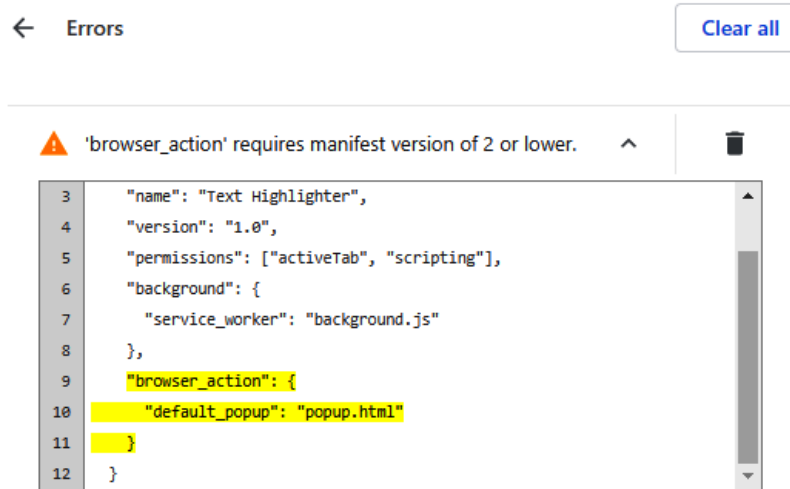 Errors
Clear all
'browser_action' requires manifest version of 2 or lower.
3 "name": "Text Highlighter",
4 "version": "1.0",
5 "permissions": ["activeTab", "scripting"],
6 "background": {
7 "service_worker": "background.js"
8 },
9 "browser_action": {
10 "default_popup": "popup.html"
11 }
12 }